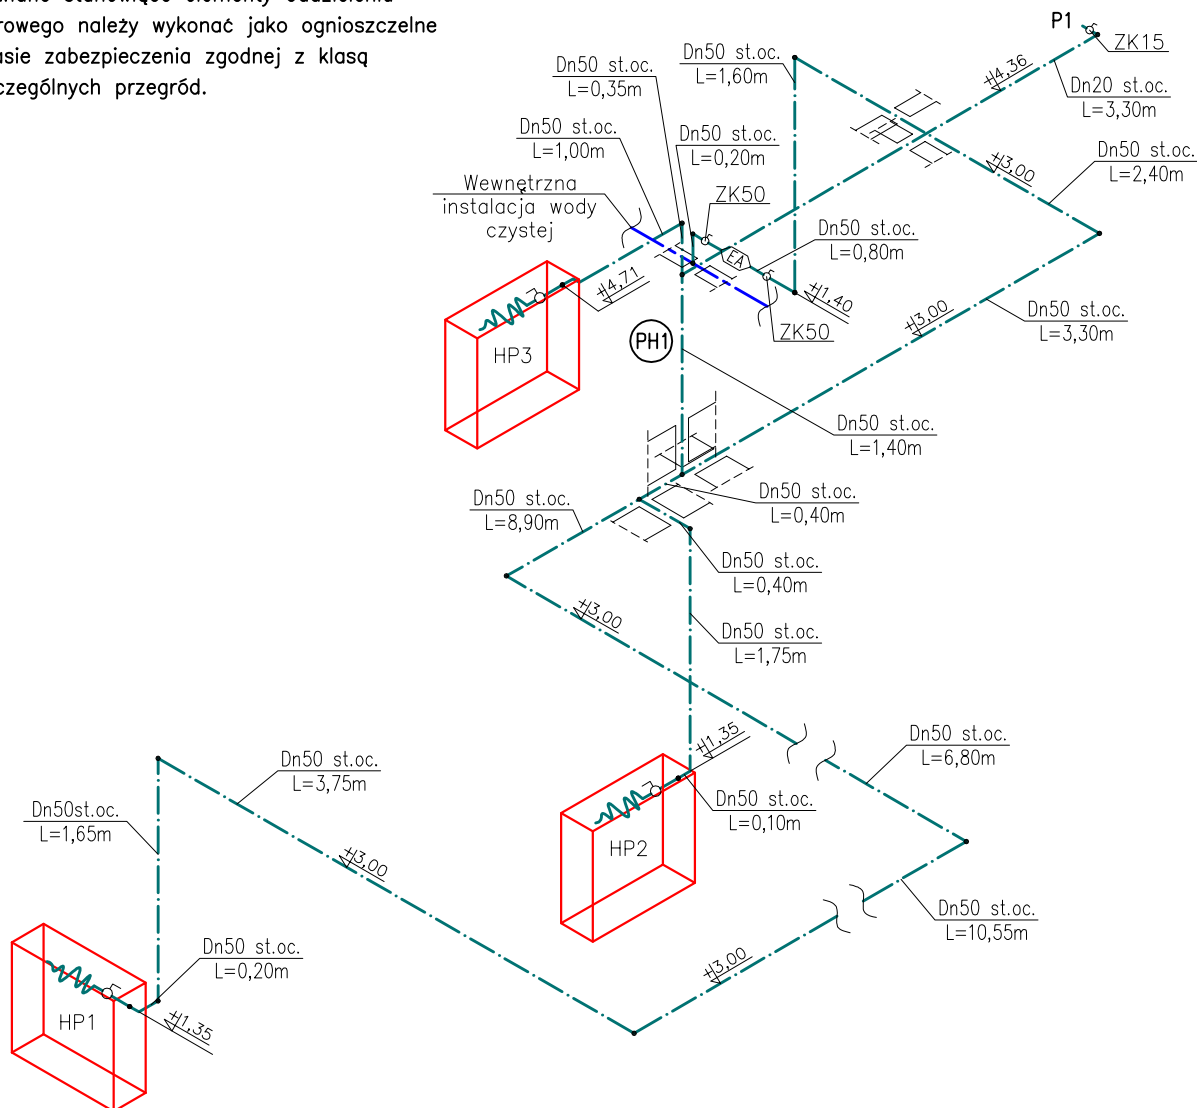 rowego należy wykonać jako ognioszczelne
asie zabezpieczenia zgodnej z klasą
czególnych przegród.
P1
ZK15
Dn50 st.oc.
L=1,60m
Dn50 st.oc.
L=0,35m
+4,36
Dn20 st.oc.
L=3,30m
Dn50 st.oc.
L=1,00m
Dn50 st.oc.
L=0,20m
+3,00
Dn50 st.oc.
L=2,40m
Wewnętrzna
instalacja wody
czystej
ZK50
Dn50 st.oc.
L=0,80m
EA
+4,71
+1,40
ZK50
+3,00
Dn50 st.oc.
L=3,30m
PH1
HP3
Dn50 st.oc.
L=1,40m
Dn50 st.oc.
L=8,90m
Dn50 st.oc.
L=0,40m
Dn50 st.oc.
L=0,40m
+3,00
Dn50 st.oc.
L=1,75m
+1,35
Dn50 st.oc.
L=6,80m
Dn50 st.oc.
L=3,75m
Dn50st.oc.
L=1,65m
Dn50 st.oc.
L=0,10m
HP2
+3,00
Dn50 st.oc.
L=10,55m
Dn50 st.oc.
L=0,20m
+3,00
HP1
+1,35